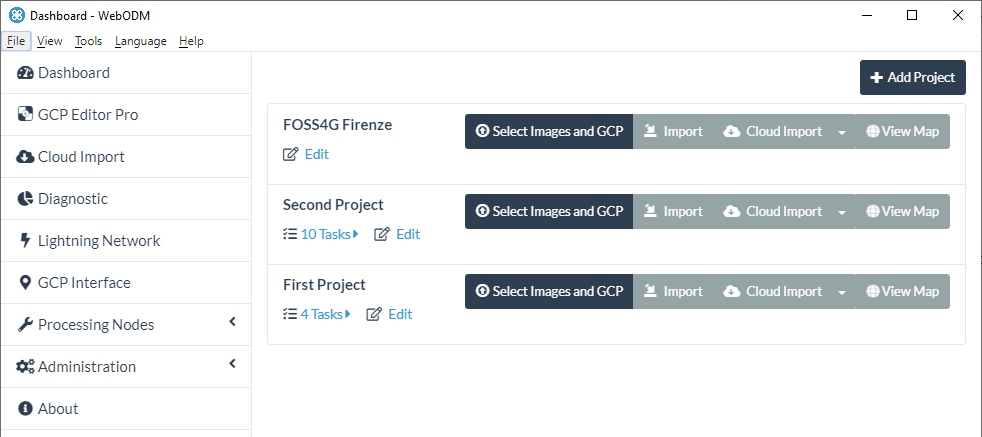 Dashboard - WebODM
File View Tools Language Help
Dashboard
GCP Editor Pro
Cloud Import
Diagnostic
Lightning Network
GCP Interface
Processing Nodes
Administration
About
Add Project
FOSS4G Firenze
Select Images and GCP Import Cloud Import View Map
Edit
Second Project
Select Images and GCP Import Cloud Import View Map
10 Tasks Edit
First Project
Select Images and GCP Import Cloud Import View Map
4 Tasks Edit